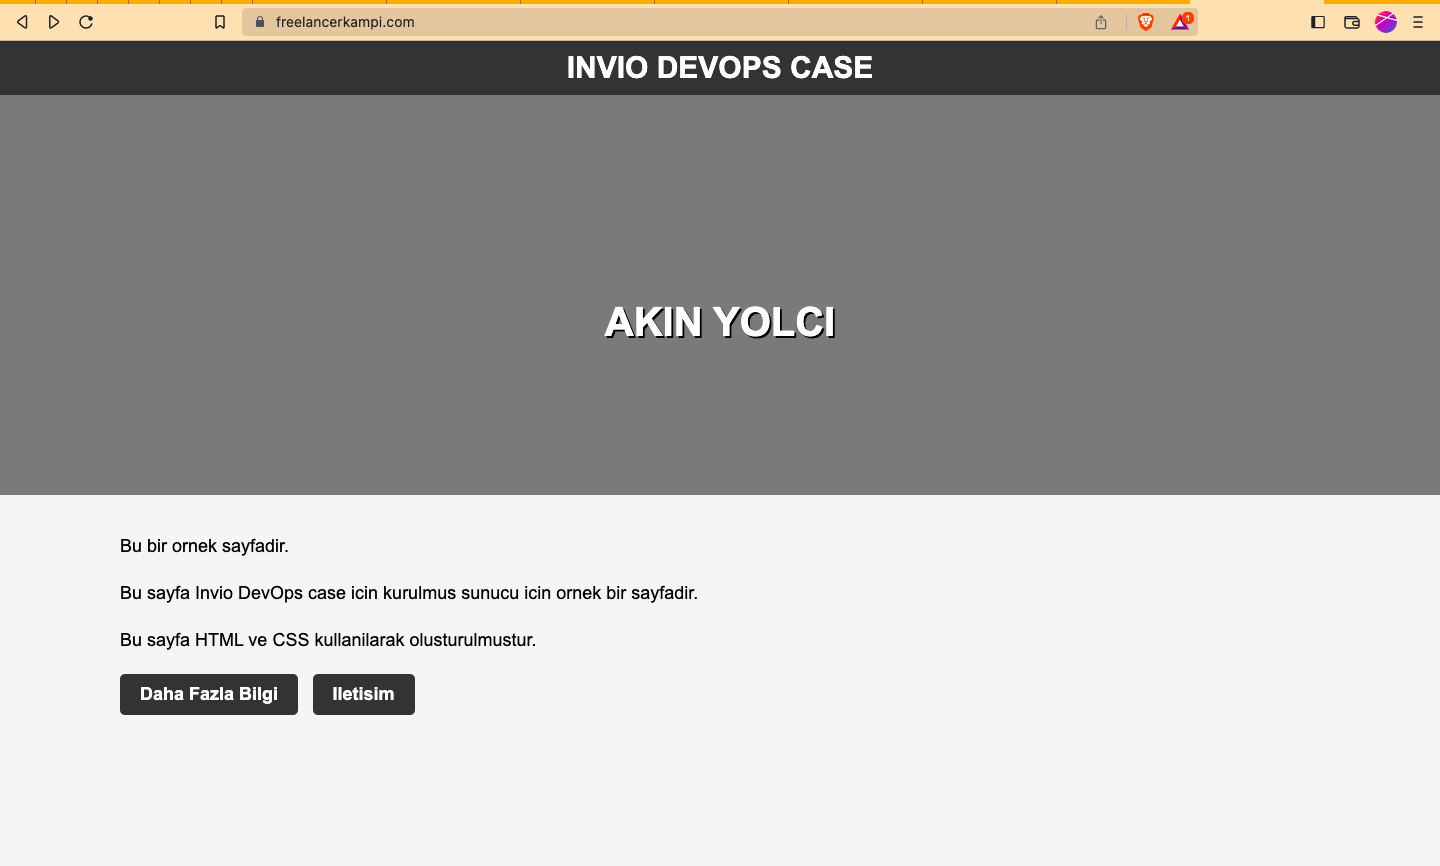 freelancerkampi.com
1
INVIO DEVOPS CASE
AKIN YOLCI
Bu bir ornek sayfadir.
Bu sayfa Invio DevOps case icin kurulmus sunucu icin ornek bir sayfadir.
Bu sayfa HTML ve CSS kullanilarak olusturulmustur.
Daha Fazla Bilgi Iletisim